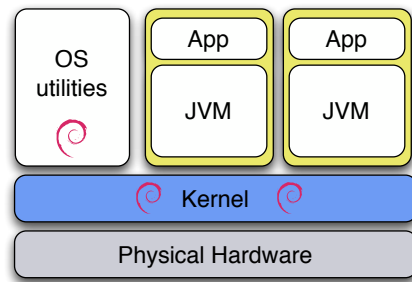 OS
utilities
App
JVM
App
JVM
Kernel
Physical Hardware